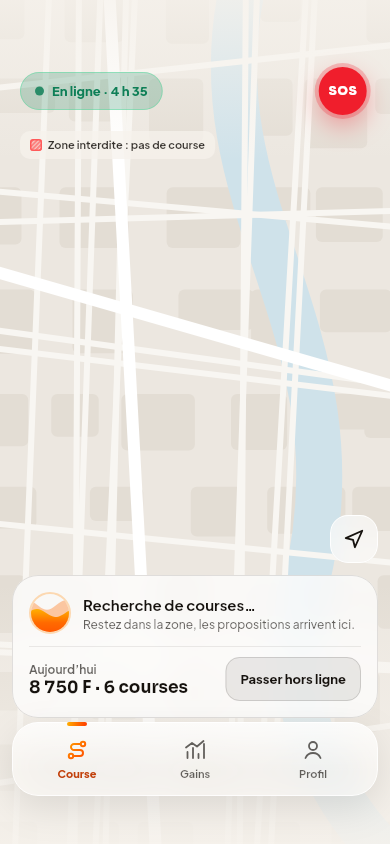 En ligne · 4 h 35
SOS
Zone interdite : pas de course
Recherche de courses…
Restez dans la zone, les propositions arrivent ici.
Aujourd'hui
8 750 F · 6 courses
Passer hors ligne
Course
Gains
Profil